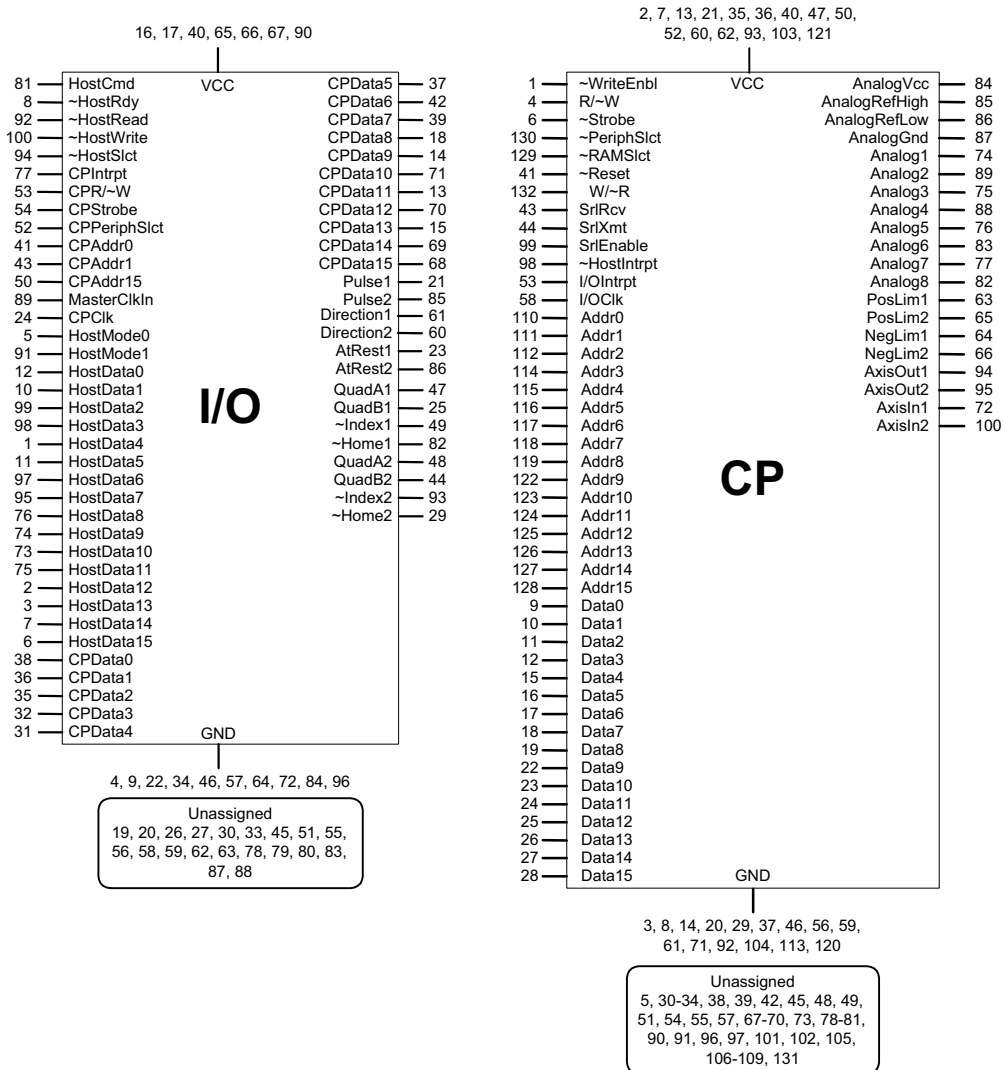 16, 17, 40, 65, 66, 67, 90
VCC
81 HostCmd
8 ~HostRdy
92 ~HostRead
100 ~HostWrite
94 ~HostSlct
77 CPIntrpt
53 CPR/~W
54 CPStrobe
52 CPPeriphSlct
41 CPAddr0
43 CPAddr1
50 CPAddr15
89 MasterClkIn
24 CPClk
5 HostMode0
91 HostMode1
12 HostData0
10 HostData1
99 HostData2
98 HostData3
1 HostData4
11 HostData5
97 HostData6
95 HostData7
76 HostData8
74 HostData9
73 HostData10
75 HostData11
2 HostData12
3 HostData13
7 HostData14
6 HostData15
38 CPData0
36 CPData1
35 CPData2
32 CPData3
31 CPData4
I/O
CPData5 37
CPData6 42
CPData7 39
CPData8 18
CPData9 14
CPData10 71
CPData11 13
CPData12 70
CPData13 15
CPData14 69
CPData15 68
Pulse1 21
Pulse2 85
Direction1 61
Direction2 60
AtRest1 23
AtRest2 86
QuadA1 47
QuadB1 25
~Index1 49
~Home1 82
QuadA2 48
QuadB2 44
~Index2 93
~Home2 29
GND
4, 9, 22, 34, 46, 57, 64, 72, 84, 96
Unassigned
19, 20, 26, 27, 30, 33, 45, 51, 55,
56, 58, 59, 62, 63, 78, 79, 80, 83,
87, 88
2, 7, 13, 21, 35, 36, 40, 47, 50,
52, 60, 62, 93, 103, 121
VCC
1 ~WriteEnbl
4 R/~W
6 ~Strobe
130 ~PeriphSlct
129 ~RAMSlct
41 ~Reset
132 W/~R
43 SrlRcv
44 SrlXmt
99 SrlEnable
98 ~HostIntrpt
53 I/OIntrpt
58 I/OClk
110 Addr0
111 Addr1
112 Addr2
114 Addr3
115 Addr4
116 Addr5
117 Addr6
118 Addr7
119 Addr8
122 Addr9
123 Addr10
124 Addr11
125 Addr12
126 Addr13
127 Addr14
128 Addr15
9 Data0
10 Data1
11 Data2
12 Data3
15 Data4
16 Data5
17 Data6
18 Data7
19 Data8
22 Data9
23 Data10
24 Data11
25 Data12
26 Data13
27 Data14
28 Data15
CP
AnalogVcc 84
AnalogRefHigh 85
AnalogRefLow 86
AnalogGnd 87
Analog1 74
Analog2 89
Analog3 75
Analog4 88
Analog5 76
Analog6 83
Analog7 77
Analog8 82
PosLim1 63
PosLim2 65
NegLim1 64
NegLim2 66
AxisOut1 94
AxisOut2 95
AxisIn1 72
AxisIn2 100
GND
3, 8, 14, 20, 29, 37, 46, 56, 59,
61, 71, 92, 104, 113, 120
Unassigned
5, 30-34, 38, 39, 42, 45, 48, 49,
51, 54, 55, 57, 67-70, 73, 78-81,
90, 91, 96, 97, 101, 102, 105,
106-109, 131